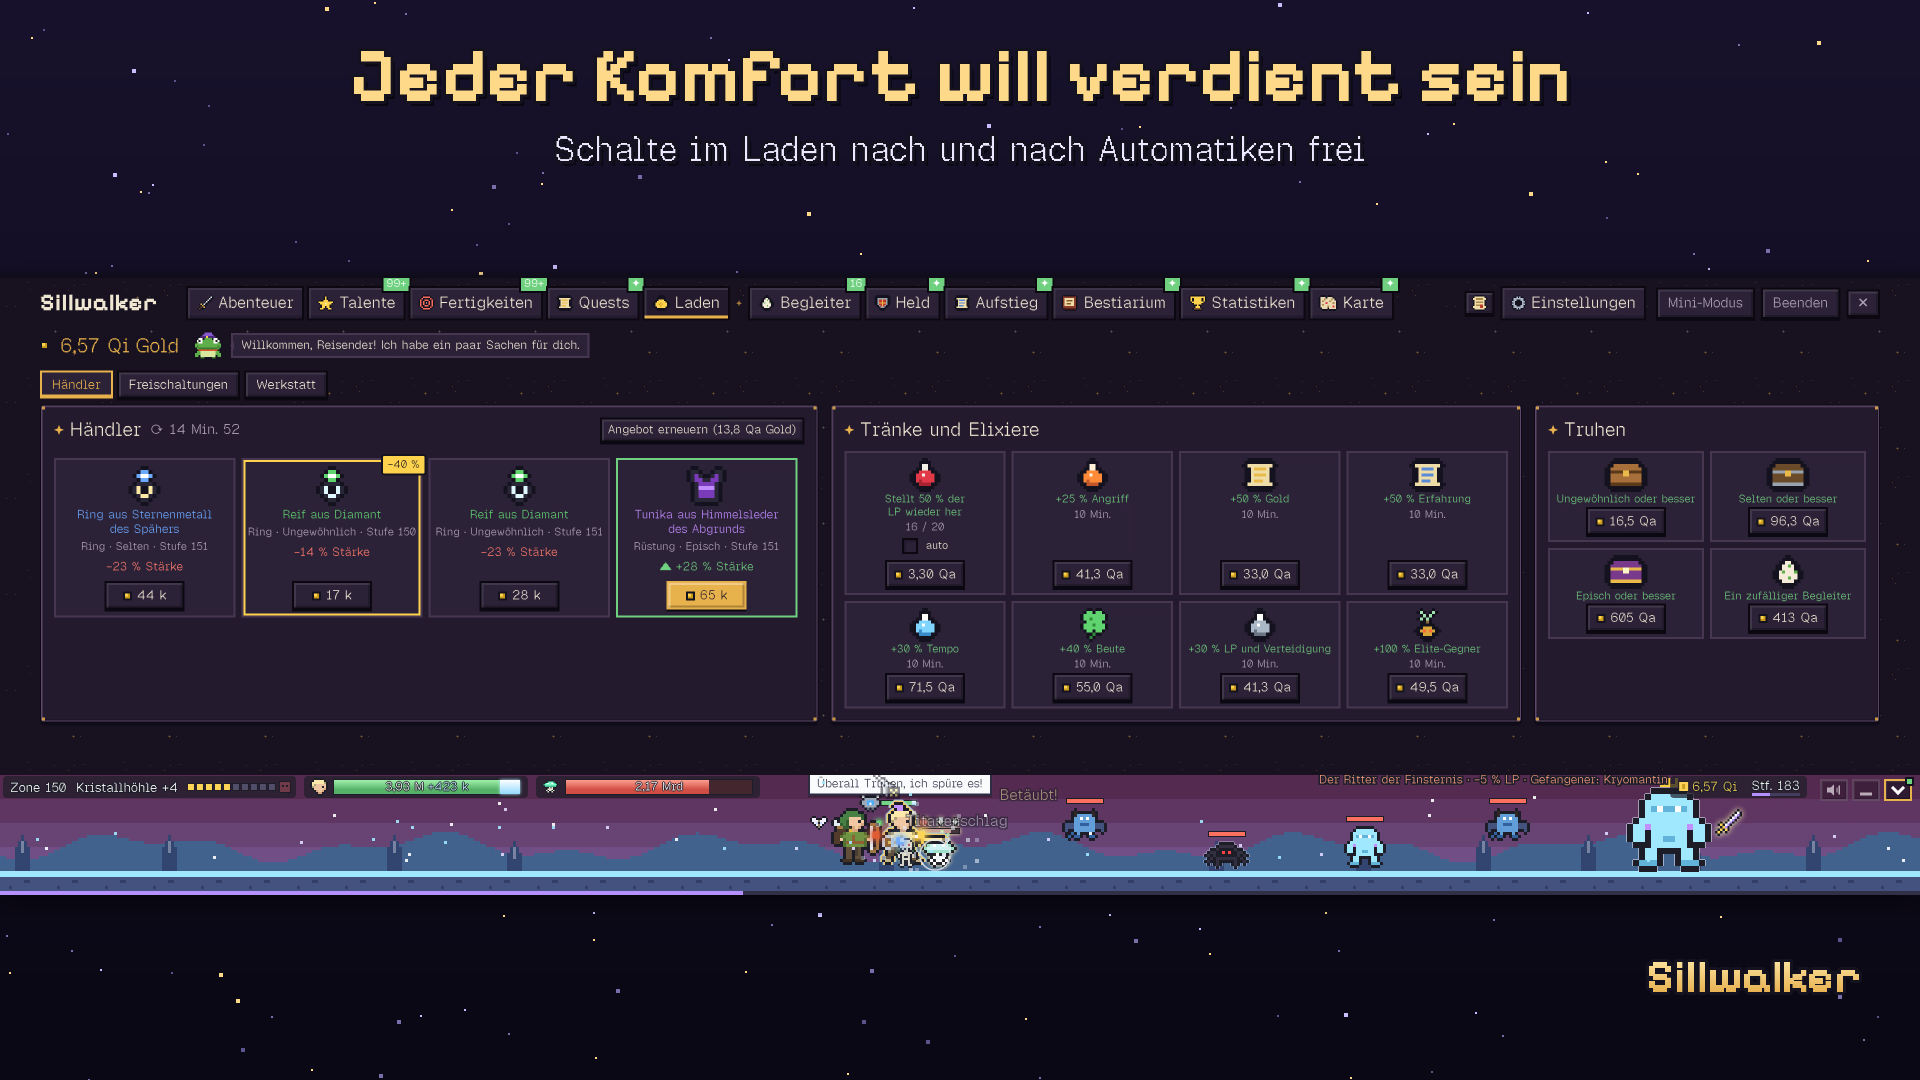 Jeder Komfort will verdient sein
Schalte im Laden nach und nach Automatiken frei
Sillwalker
Abenteuer
99+
Talente
99+
Fertigkeiten
Quests
Laden
16
Begleiter
Held
Aufstieg
Bestiarium
Statistiken
Karte
Einstellungen
Mini-Modus
Beenden
6,57 Qi Gold
Willkommen, Reisender! Ich habe ein paar Sachen für dich.
Händler
Freischaltungen
Werkstatt
Händler
14 Min. 52
Angebot erneuern (13,8 Qa Gold)
Ring aus Sternenmetall
des Spähers
Ring · Selten · Stufe 151
-23 % Stärke
44 k
-40 %
Reif aus Diamant
Ring · Ungewöhnlich · Stufe 150
-14 % Stärke
17 k
Reif aus Diamant
Ring · Ungewöhnlich · Stufe 151
-23 % Stärke
28 k
Tunika aus Himmelsleder
des Abgrunds
Rüstung · Episch · Stufe 151
+28 % Stärke
65 k
Tränke und Elixiere
Stellt 50 % der
LP wieder her
16 / 20
auto
3,30 Qa
+25 % Angriff
10 Min.
41,3 Qa
+50 % Gold
10 Min.
33,0 Qa
+50 % Erfahrung
10 Min.
33,0 Qa
+30 % Tempo
10 Min.
71,5 Qa
+40 % Beute
10 Min.
55,0 Qa
+30 % LP und Verteidigung
10 Min.
41,3 Qa
+100 % Elite-Gegner
10 Min.
49,5 Qa
Truhen
Ungewöhnlich oder besser
16,5 Qa
Selten oder besser
96,3 Qa
Episch oder besser
605 Qa
Ein zufälliger Begleiter
413 Qa
Zone 150 Kristallhöhle +4
3,96 M +423 k
2,17 Mrd
Überall Truhen, ich spüre es!
Betäubt!
Der Ritter der Finsternis · -5 % LP · Gefangener: Kryomantin
6,57 Qi
Stf. 183
Sillwalker